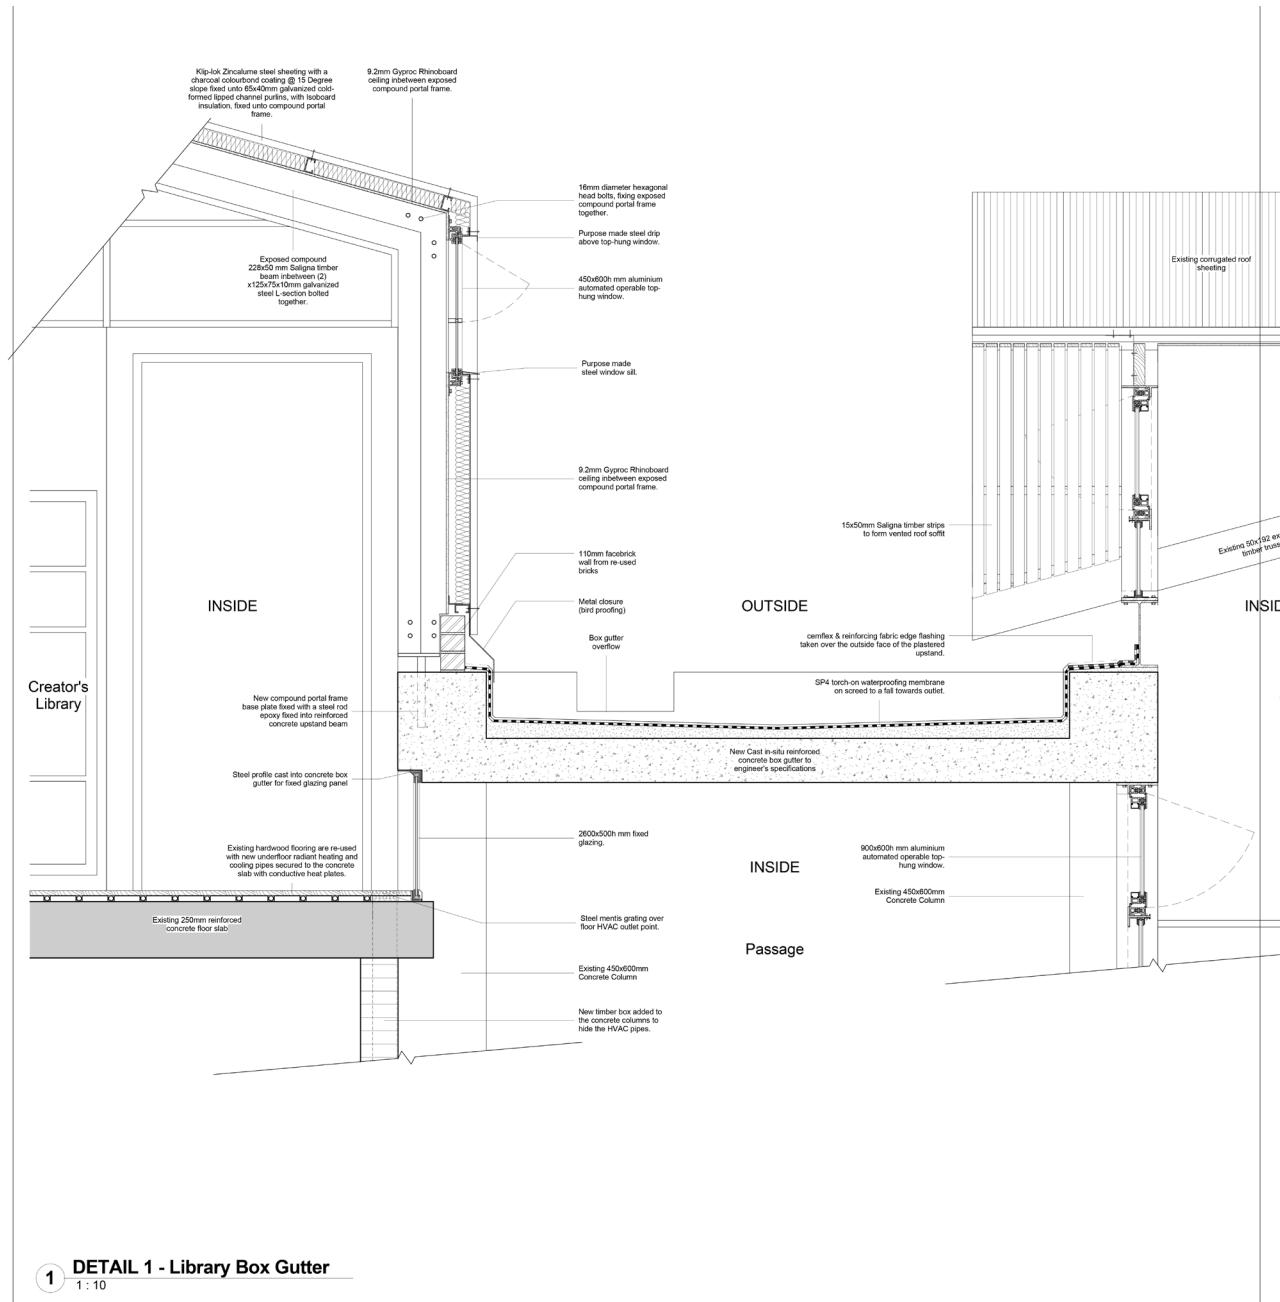 Klip-lok Zincalume steel sheeting with a
charcoal colourbond coating @ 15 Degree
slope fixed unto 65x40mm galvanized cold-
formed lipped channel purlins, with Isoboard
insulation, fixed unto compound portal
frame.
9.2mm Gyproc Rhinoboard
ceiling inbetween exposed
compound portal frame.
16mm diameter hexagonal
head bolts, fixing exposed
compound portal frame
together.
Purpose made steel drip
above top-hung window.
Exposed compound
228x50 mm Saligna timber
beam inbetween (2)
x125x75x10mm galvanized
steel L-section bolted
together.
450x600h mm aluminium
automated operable top-
hung window.
Existing corrugated roof
sheeting
Purpose made
steel window sill.
9.2mm Gyproc Rhinoboard
ceiling inbetween exposed
compound portal frame.
15x50mm Saligna timber strips
to form vented roof soffit
Existing 50x192 ex
timber truss
110mm facebrick
wall from re-used
bricks
INSIDE
Metal closure
(bird proofing)
OUTSIDE
INSID
Box gutter
overflow
cemflex & reinforcing fabric edge flashing
taken over the outside face of the plastered
upstand.
Creator's
Library
SP4 torch-on waterproofing membrane
on screed to a fall towards outlet.
New compound portal frame
base plate fixed with a steel rod
epoxy fixed into reinforced
concrete upstand beam
New Cast in-situ reinforced
concrete box gutter to
engineer's specifications
Steel profile cast into concrete box
gutter for fixed glazing panel
2600x500h mm fixed
glazing.
Existing hardwood flooring are re-used
with new underfloor radiant heating and
cooling pipes secured to the concrete
slab with conductive heat plates.
INSIDE
900x600h mm aluminium
automated operable top-
hung window.
Existing 450x600mm
Concrete Column
Existing 250mm reinforced
concrete floor slab
Steel mentis grating over
floor HVAC outlet point.
Passage
Existing 450x600mm
Concrete Column
New timber box added to
the concrete columns to
hide the HVAC pipes.
1
DETAIL 1 - Library Box Gutter
1 : 10